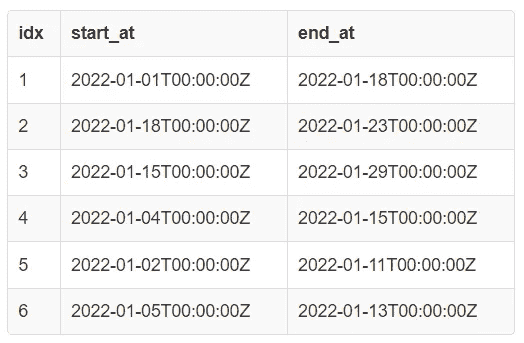 idx start_at end_at
1 2022-01-01T00:00:00Z 2022-01-18T00:00:00Z
2 2022-01-18T00:00:00Z 2022-01-23T00:00:00Z
3 2022-01-15T00:00:00Z 2022-01-29T00:00:00Z
4 2022-01-04T00:00:00Z 2022-01-15T00:00:00Z
5 2022-01-02T00:00:00Z 2022-01-11T00:00:00Z
6 2022-01-05T00:00:00Z 2022-01-13T00:00:00Z